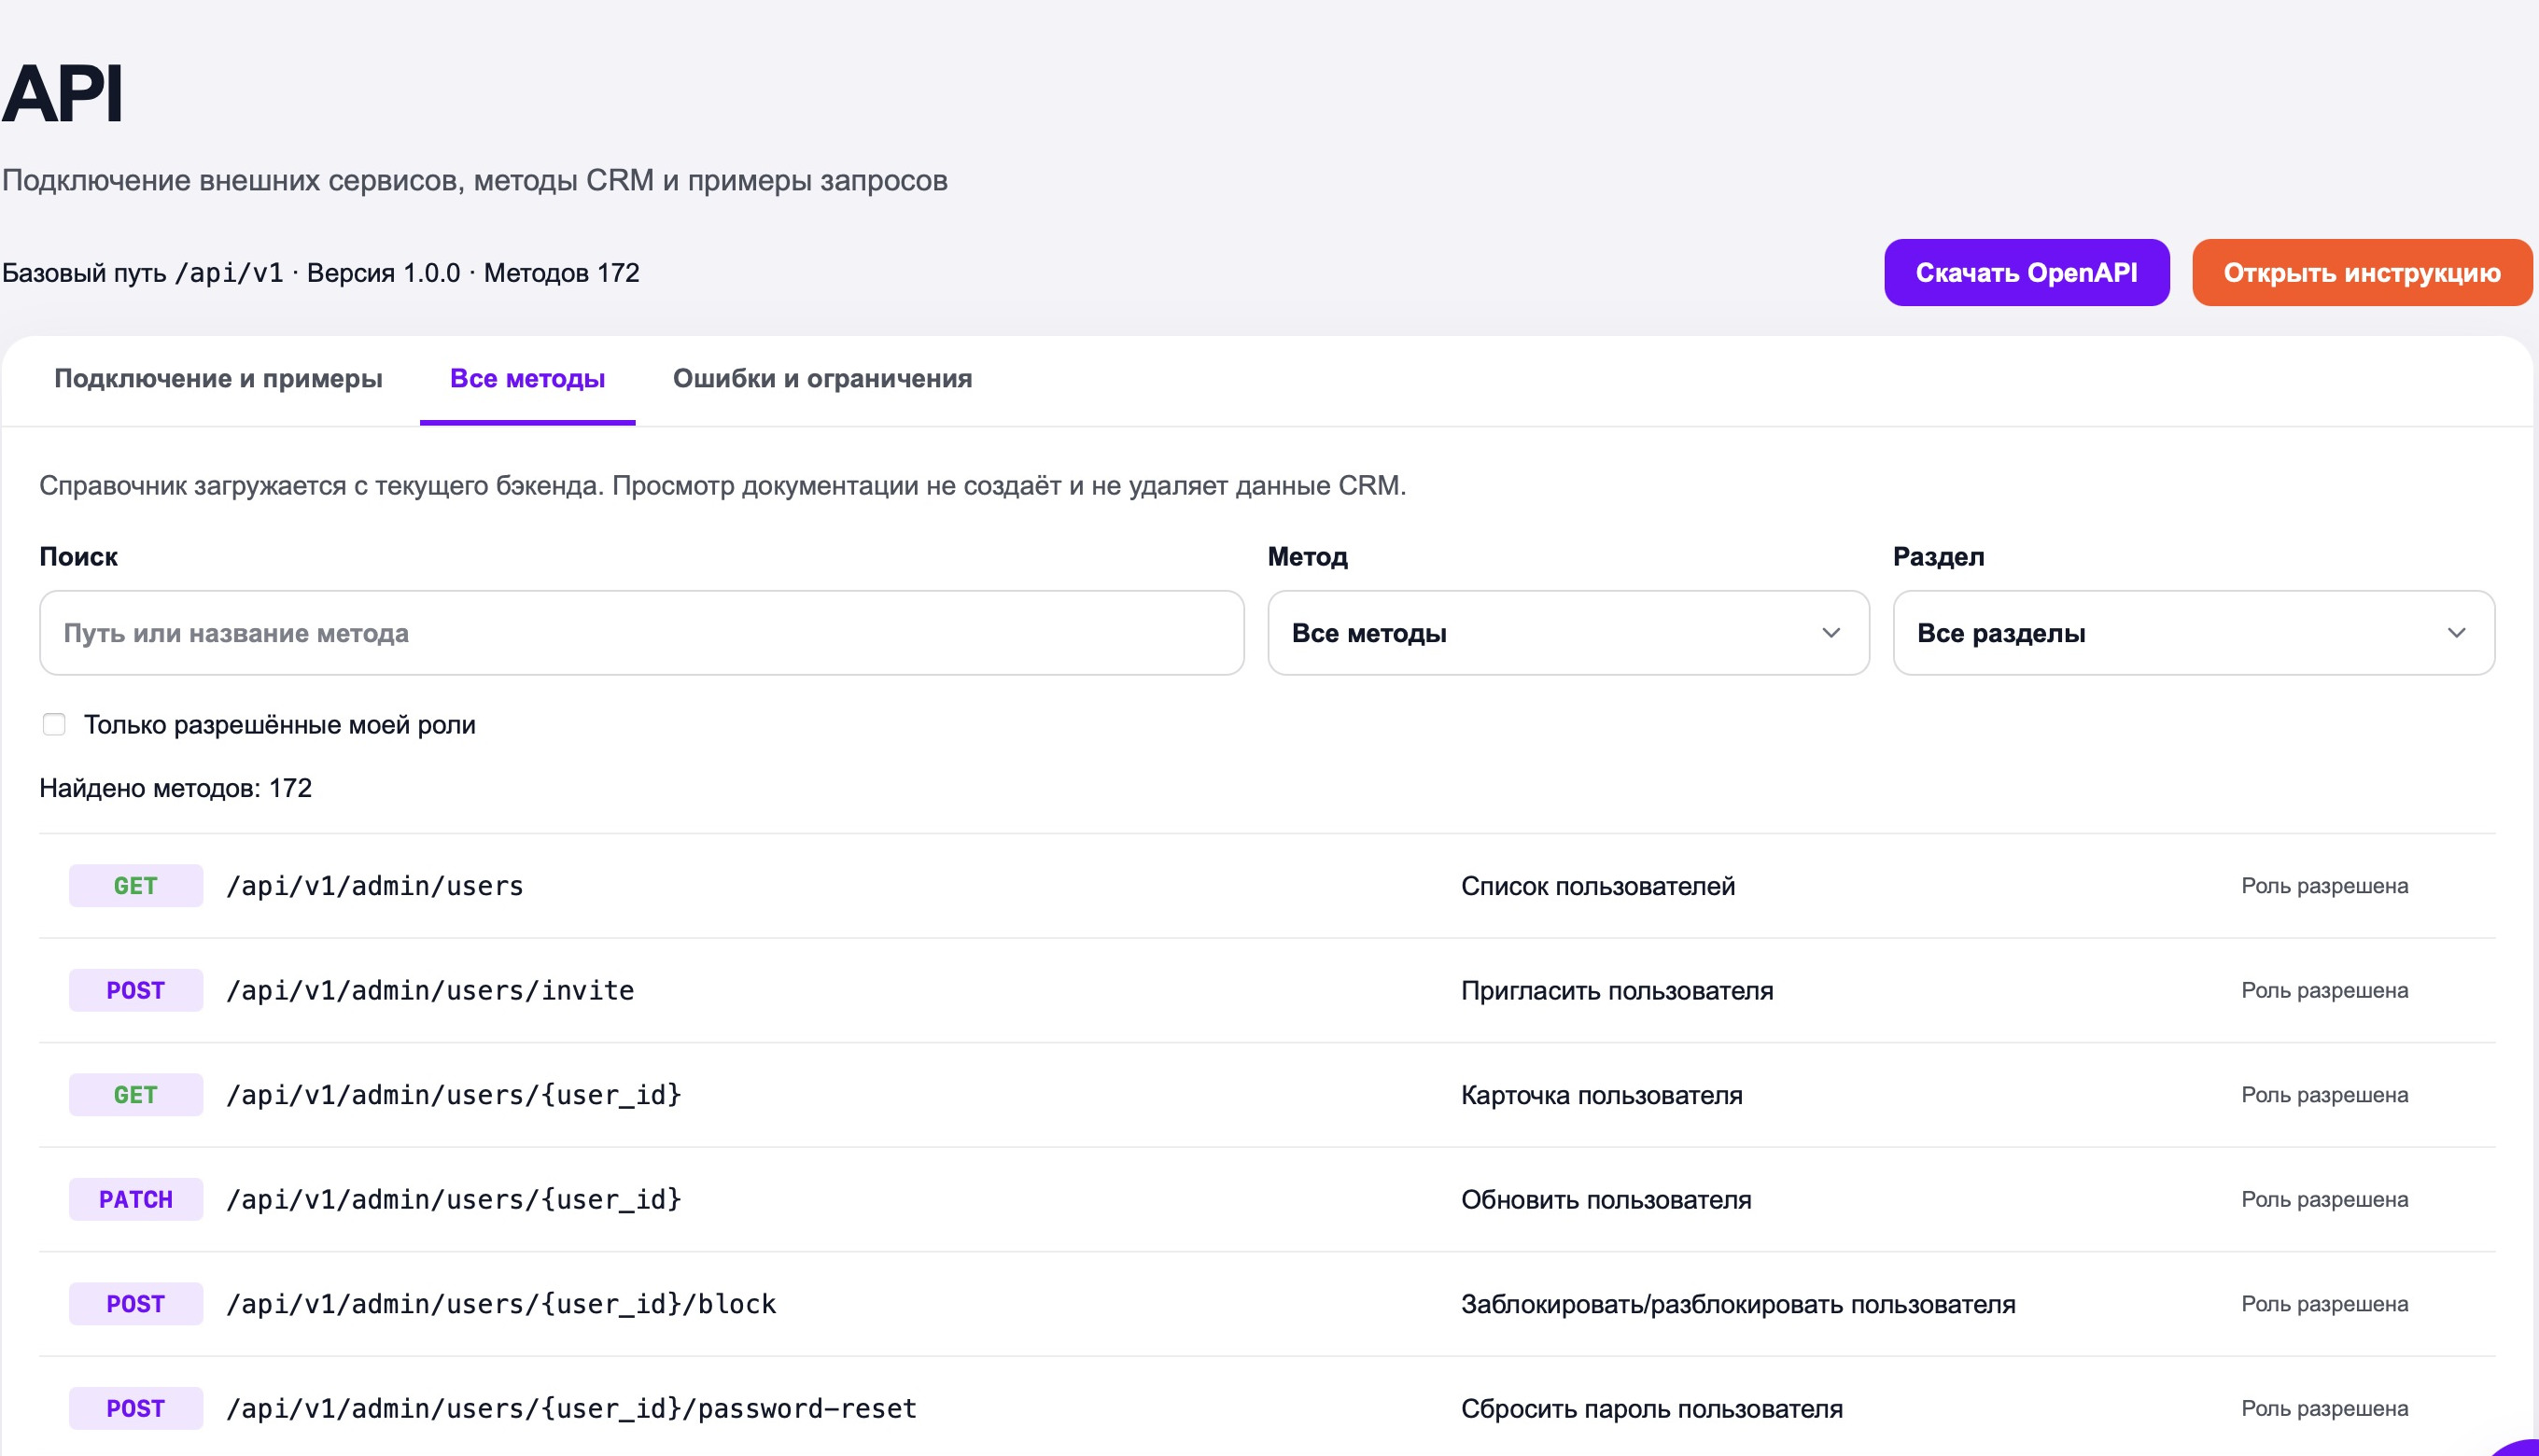 API
Подключение внешних сервисов, методы CRM и примеры запросов
Базовый путь /api/v1 · Версия 1.0.0 · Методов 172
Скачать OpenAPI
Открыть инструкцию
Подключение и примеры
Все методы
Ошибки и ограничения
Справочник загружается с текущего бэкенда. Просмотр документации не создаёт и не удаляет данные CRM.
Поиск
Метод
Раздел
Путь или название метода
Все методы
Все разделы
Только разрешённые моей роли
Найдено методов: 172
GET /api/v1/admin/users Список пользователей Роль разрешена
POST /api/v1/admin/users/invite Пригласить пользователя Роль разрешена
GET /api/v1/admin/users/{user_id} Карточка пользователя Роль разрешена
PATCH /api/v1/admin/users/{user_id} Обновить пользователя Роль разрешена
POST /api/v1/admin/users/{user_id}/block Заблокировать/разблокировать пользователя Роль разрешена
POST /api/v1/admin/users/{user_id}/password-reset Сбросить пароль пользователя Роль разрешена